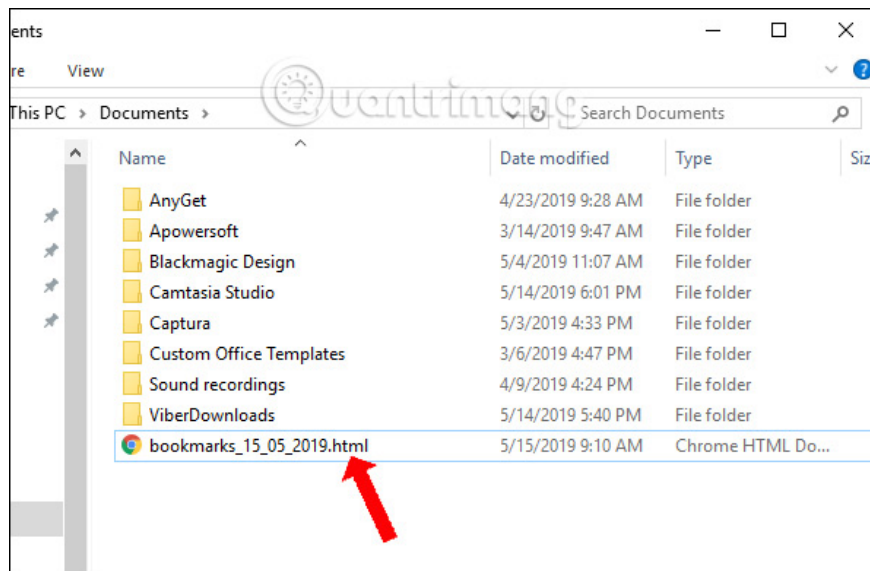 ents
re View
This PC > Documents > Search Documents
Quantrimang
Name Date modified Type Siz
AnyGet 4/23/2019 9:28 AM File folder
Apowersoft 3/14/2019 9:47 AM File folder
Blackmagic Design 5/4/2019 11:07 AM File folder
Camtasia Studio 5/14/2019 6:01 PM File folder
Captura 5/3/2019 4:33 PM File folder
Custom Office Templates 3/6/2019 4:47 PM File folder
Sound recordings 4/9/2019 4:24 PM File folder
ViberDownloads 5/14/2019 5:40 PM File folder
bookmarks_15_05_2019.html 5/15/2019 9:10 AM Chrome HTML Do...